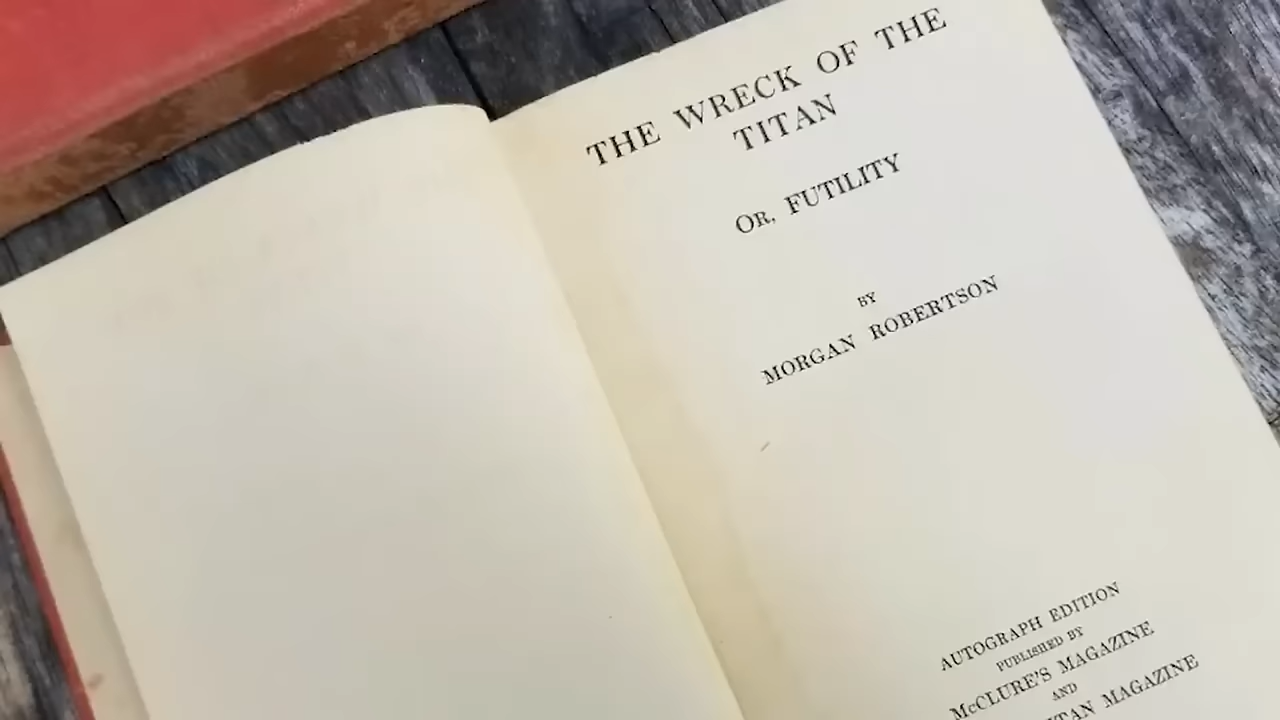 THE WRECK OF THE
TITAN
OR, FUTILITY
BY
MORGAN ROBERTSON
AUTOGRAPH EDITION
PUBLISHED BY
McCLURE'S MAGAZINE
AND
MAGAZINE